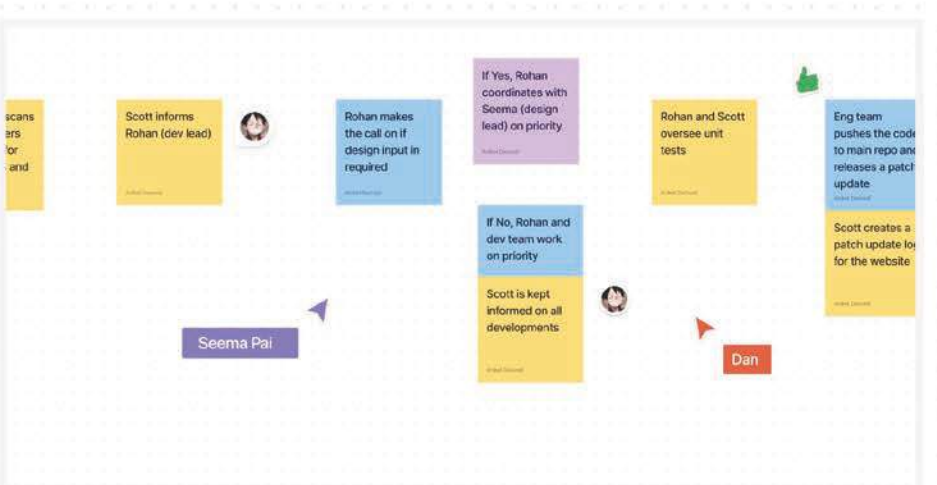 scans
ers
for
and
Scott informs
Rohan (dev lead)
Rohan makes
the call on if
design input in
required
If Yes, Rohan
coordinates with
Seema (design
lead) on priority
If No, Rohan and
dev team work
on priority
Scott is kept
informed on all
developments
Rohan and Scott
oversee unit
tests
Eng team
pushes the code
to main repo and
releases a patch
update
Scott creates a
patch update log
for the website
Seema Pai
Dan